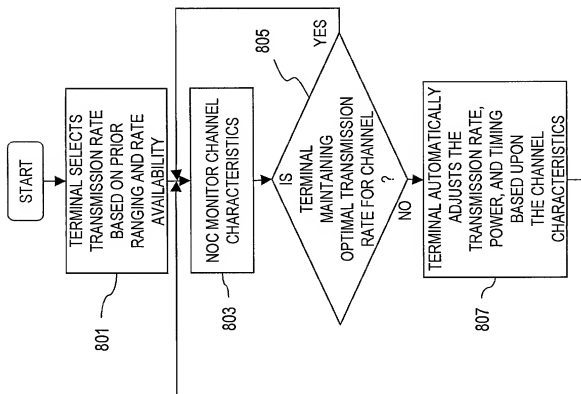 START
TERMINAL SELECTS
TRANSMISSION RATE
BASED ON PRIOR
RANGING AND RATE
AVAILABILITY
801
NOC MONITOR CHANNEL
CHARACTERISTICS
803
IS
TERMINAL
MAINTAINING
OPTIMAL TRANSMISSION
RATE FOR CHANNEL
?
805
YES
NO
TERMINAL AUTOMATICALLY
ADJUSTS THE
TRANSMISSION RATE,
POWER, AND TIMING
BASED UPON
THE CHANNEL
CHARACTERISTICS
807